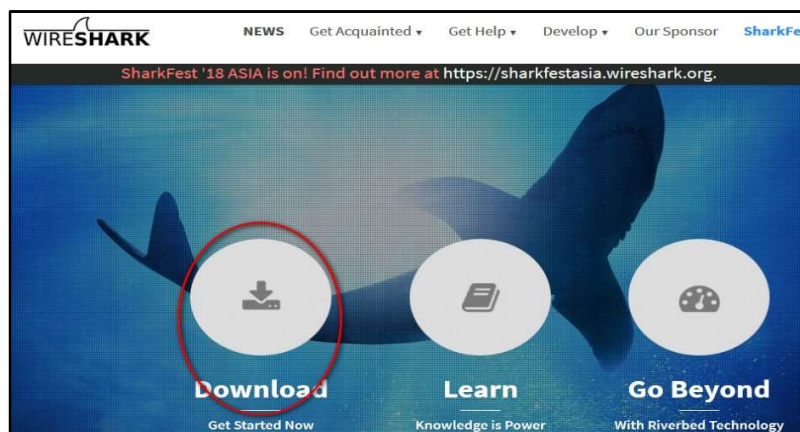 WIRESHARK
NEWS Get Acquainted ▾ Get Help ▾ Develop ▾ Our Sponsor SharkFe
SharkFest '18 ASIA is on! Find out more at https://sharkfestasia.wireshark.org.
Download Learn Go Beyond
Get Started Now Knowledge is Power With Riverbed Technology